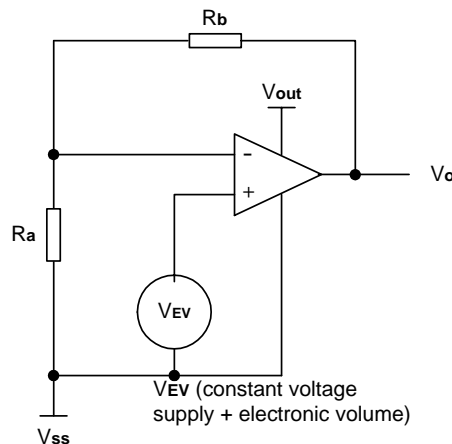 Rb
Vout
-
+
Vo
Ra
VEV
VEV (constant voltage
supply + electronic volume)
VSS